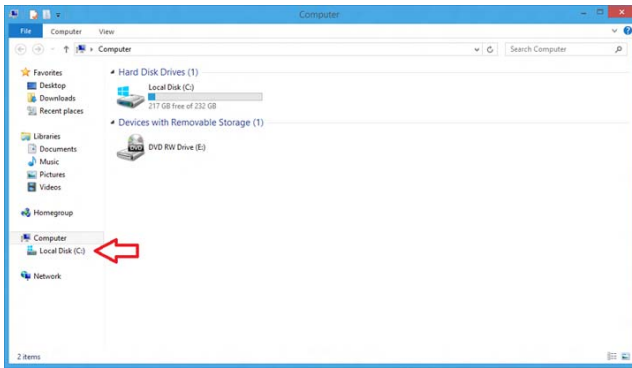 Computer
File Computer View
Computer
Search Computer
Favorites
Desktop
Downloads
Recent places
Libraries
Documents
Music
Pictures
Videos
Homegroup
Computer
Local Disk (C:)
Network
Hard Disk Drives (1)
Local Disk (C:)
217 GB free of 232 GB
Devices with Removable Storage (1)
DVD
DVD RW Drive (E:)
2 items